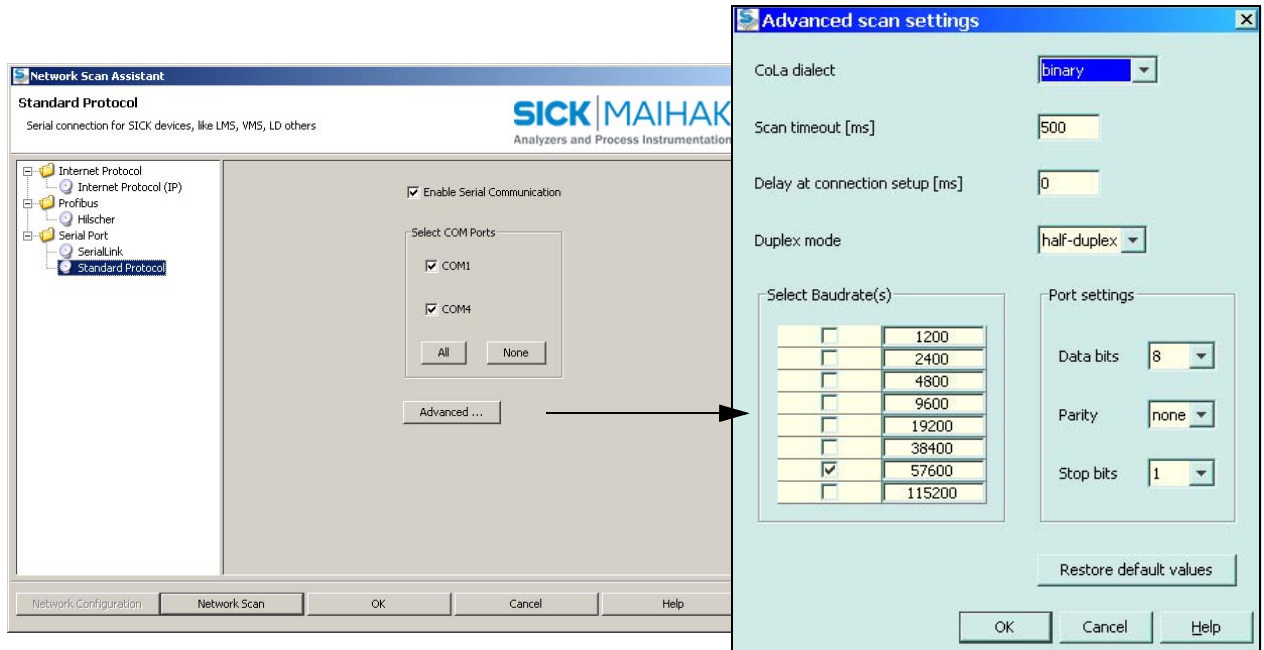 Network Scan Assistant
Standard Protocol
Serial connection for SICK devices, like LMS, VMS, LD others
SICK MAIHAK
Analyzers and Process Instrumentation
Internet Protocol
Internet Protocol (IP)
Profibus
Hilscher
Serial Port
SerialLink
Standard Protocol
Enable Serial Communication
Select COM Ports
COM1
COM4
All None
Advanced ...
Network Configuration Network Scan OK Cancel Help
Advanced scan settings
CoLa dialect binary
Scan timeout [ms] 500
Delay at connection setup [ms] 0
Duplex mode half-duplex
Select Baudrate(s)
1200
2400
4800
9600
19200
38400
57600
115200
Port settings
Data bits 8
Parity none
Stop bits 1
Restore default values
OK Cancel Help